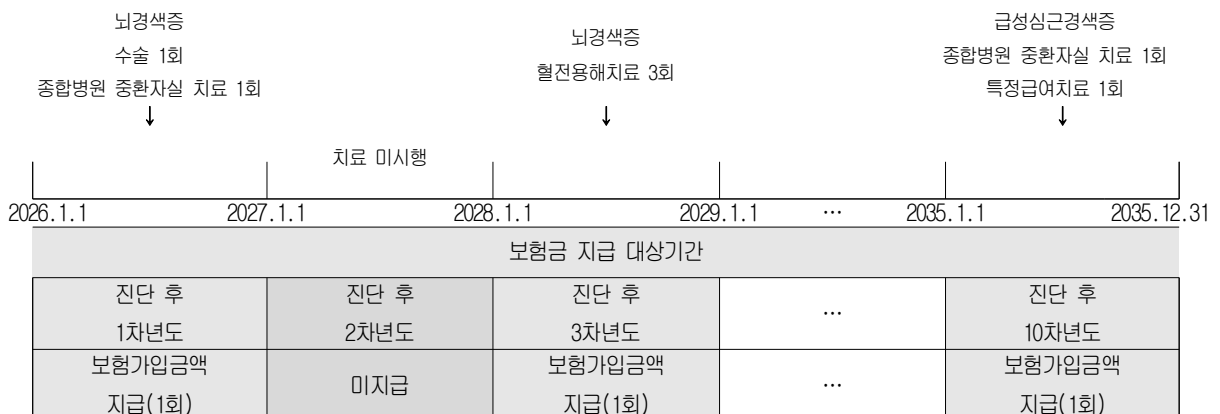 뇌경색증
수술 1회
종합병원 중환자실 치료 1회
↓
뇌경색증
혈전용해치료 3회
↓
급성심근경색증
종합병원 중환자실 치료 1회
특정급여치료 1회
↓
치료 미시행
2026.1.1 2027.1.1 2028.1.1 2029.1.1 … 2035.1.1 2035.12.31
보험금 지급 대상기간
진단 후
1차년도
진단 후
2차년도
진단 후
3차년도
…
진단 후
10차년도
보험가입금액
지급(1회)
미지급
보험가입금액
지급(1회)
…
보험가입금액
지급(1회)